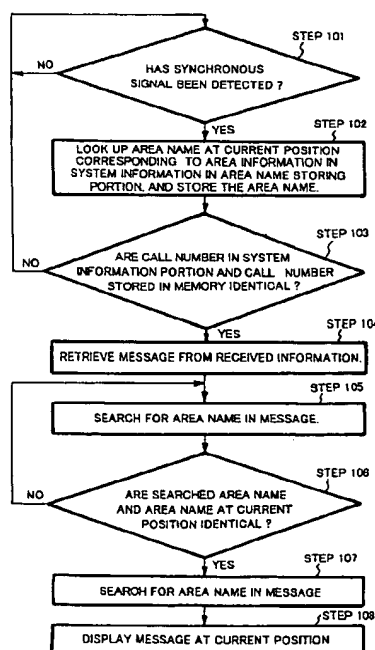 STEP 101
HAS SYNCHRONOUS
SIGNAL BEEN DETECTED ?
NO
YES
STEP 102
LOOK UP AREA NAME AT CURRENT POSITION
CORRESPONDING TO AREA INFORMATION IN
SYSTEM INFORMATION IN AREA NAME STORING
PORTION, AND STORE THE AREA NAME.
STEP 103
ARE CALL NUMBER IN SYSTEM
INFORMATION PORTION AND CALL NUMBER
STORED IN MEMORY IDENTICAL ?
NO
YES
STEP 104
RETRIEVE MESSAGE FROM RECEIVED INFORMATION.
STEP 105
SEARCH FOR AREA NAME IN MESSAGE.
STEP 106
ARE SEARCHED AREA NAME
AND AREA NAME AT CURRENT
POSITION IDENTICAL ?
NO
YES
STEP 107
SEARCH FOR AREA NAME IN MESSAGE
STEP 108
DISPLAY MESSAGE AT CURRENT POSITION